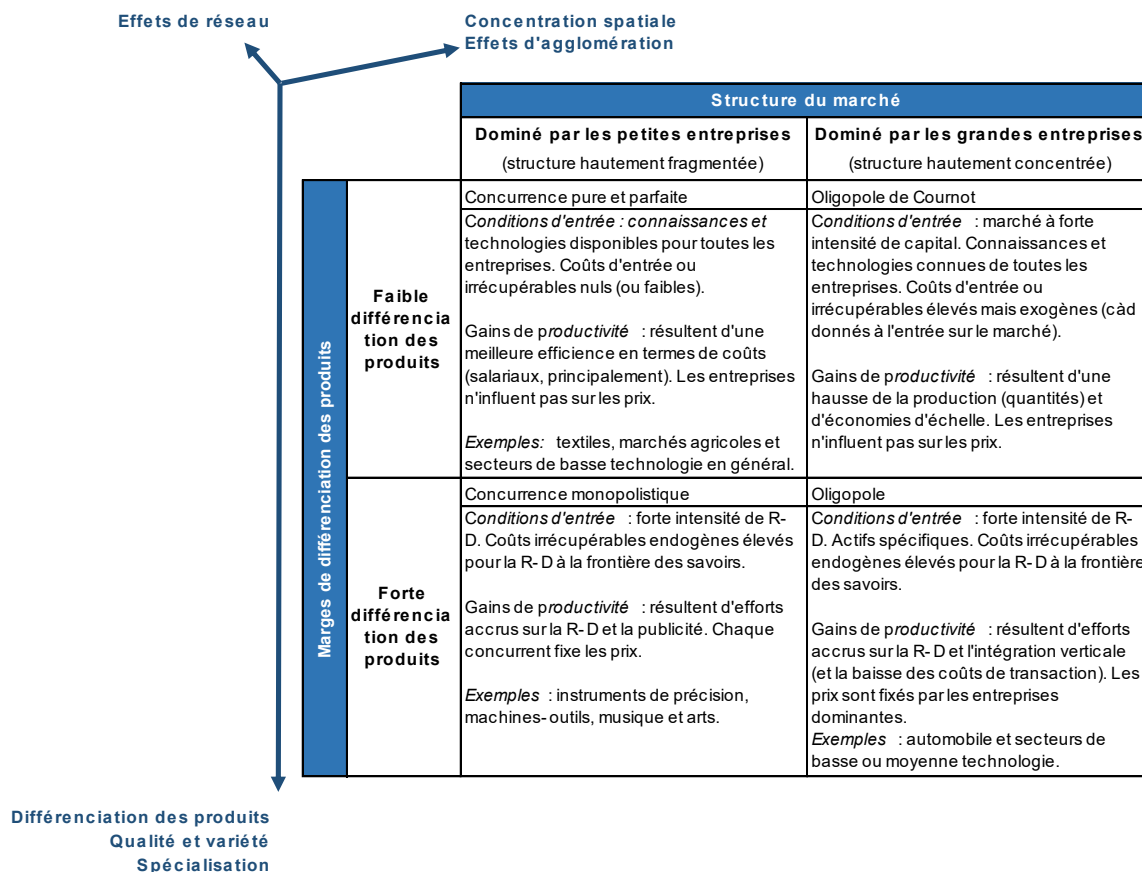 Effets de réseau
Concentration spatiale
Effets d'agglomération
Structure du marché
Dominé par les petites entreprises
(structure hautement fragmentée)
Dominé par les grandes entreprises
(structure hautement concentrée)
Marges de différenciation des produits
Faible
différencia
tion des
produits
Concurrence pure et parfaite
Conditions d'entrée : connaissances et
technologies disponibles pour toutes les
entreprises. Coûts d'entrée ou
irrécupérables nuls (ou faibles).
Gains de productivité : résultent d'une
meilleure efficience en termes de coûts
(salariaux, principalement). Les entreprises
n'influent pas sur les prix.
Exemples: textiles, marchés agricoles et
secteurs de basse technologie en général.
Oligopole de Cournot
Conditions d'entrée : marché à forte
intensité de capital. Connaissances et
technologies connues de toutes les
entreprises. Coûts d'entrée ou
irrécupérables élevés mais exogènes (càd
donnés à l'entrée sur le marché).
Gains de productivité : résultent d'une
hausse de la production (quantités) et
d'économies d'échelle. Les entreprises
n'influent pas sur les prix.
Forte
différencia
tion des
produits
Concurrence monopolistique
Conditions d'entrée : forte intensité de R-
D. Coûts irrécupérables endogènes élevés
pour la R-D à la frontière des savoirs.
Gains de productivité : résultent d'efforts
accrus sur la R-D et la publicité. Chaque
concurrent fixe les prix.
Exemples : instruments de précision,
machines-outils, musique et arts.
Oligopole
Conditions d'entrée : forte intensité de R-
D. Actifs spécifiques. Coûts irrécupérables
endogènes élevés pour la R-D à la frontière
des savoirs.
Gains de productivité : résultent d'efforts
accrus sur la R-D et l'intégration verticale
(et la baisse des coûts de transaction). Les
prix sont fixés par les entreprises
dominantes.
Exemples : automobile et secteurs de
basse ou moyenne technologie.
Différenciation des produits
Qualité et variété
Spécialisation